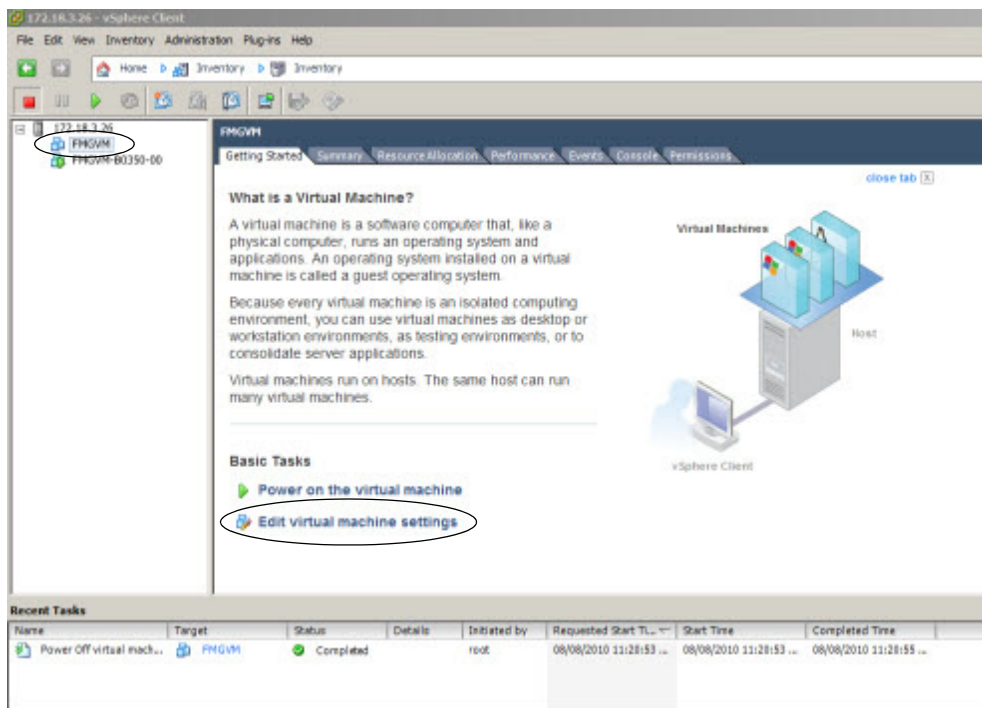 172.18.3.26 - vSphere Client
File Edit View Inventory Administration Plug-ins Help
Home Inventory Inventory
172.18.3.26
FMGVM
FMGVM-B0350-00
FMGVM
Getting Started Summary Resource Allocation Performance Events Console Permissions
close tab
What is a Virtual Machine?
A virtual machine is a software computer that, like a
physical computer, runs an operating system and
applications. An operating system installed on a virtual
machine is called a guest operating system.
Because every virtual machine is an isolated computing
environment, you can use virtual machines as desktop or
workstation environments, as testing environments, or to
consolidate server applications.
Virtual machines run on hosts. The same host can run
many virtual machines.
Virtual Machines
Host
vSphere Client
Basic Tasks
Power on the virtual machine
Edit virtual machine settings
Recent Tasks
Name Target Status Details Initiated by Requested Start Ti... Start Time Completed Time
Power Off virtual mach... FMGVM Completed root 08/08/2010 11:28:53 ... 08/08/2010 11:28:53 ... 08/08/2010 11:28:55 ...